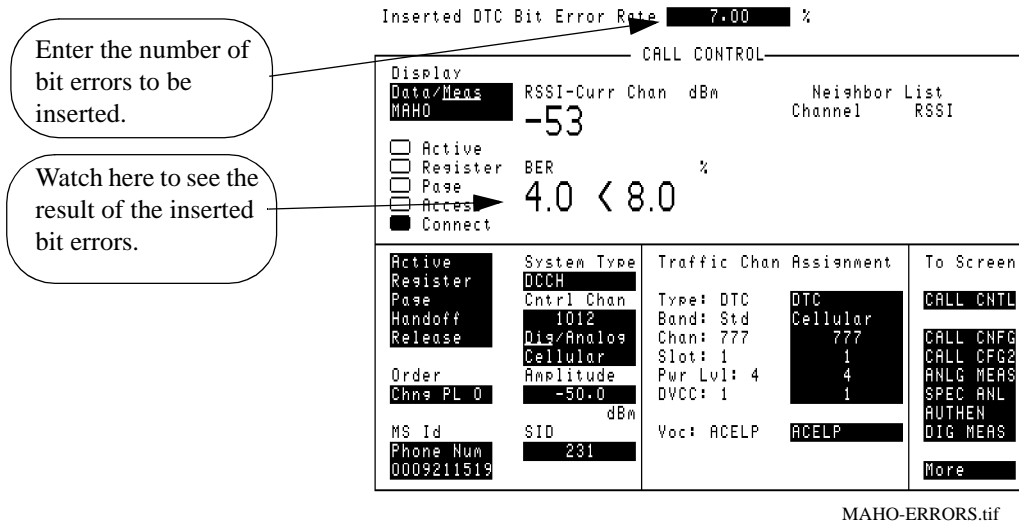 Inserted DTC Bit Error Rate 7.00 %
Enter the number of
bit errors to be
inserted.
CALL CONTROL
Display
Data/Meas
MAHO
RSSI-Curr Chan dBm
-53
Neighbor List
Channel RSSI
Active
Register
Page
Access
Connect
BER %
4.0 < 8.0
Watch here to see the
result of the inserted
bit errors.
Active
Register
Page
Handoff
Release
Order
Chng PL 0
MS Id
Phone Num
0009211519
System Type
DCCH
Cntrl Chan
1012
Dig/Analog
Cellular
Amplitude
-50.0
dBm
SID
231
Traffic Chan Assignment
Type: DTC DTC
Band: Std Cellular
Chan: 777 777
Slot: 1 1
Pwr Lvl: 4 4
DVCC: 1 1
Voc: ACELP ACELP
To Screen
CALL CNTL
CALL CNFG
CALL CFG2
ANLG MEAS
SPEC ANL
AUTHEN
DIG MEAS
More
MAHO-ERRORS.tif